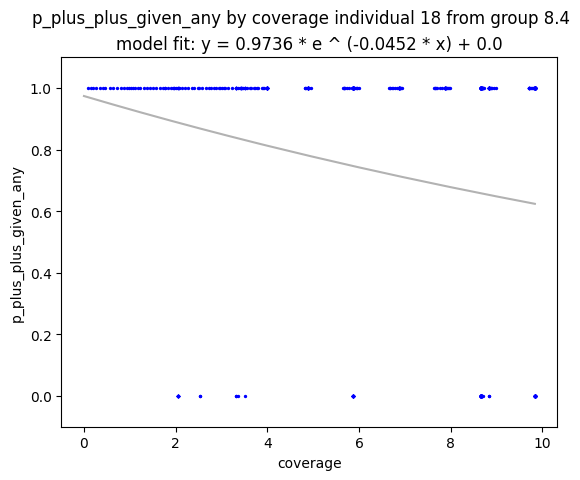 p_plus_plus_given_any by coverage individual 18 from group 8.4
model fit: y = 0.9736 * e ^ (-0.0452 * x) + 0.0
p_plus_plus_given_any
1.0
0.8
0.6
0.4
0.2
0.0
0 2 4 6 8 10
coverage